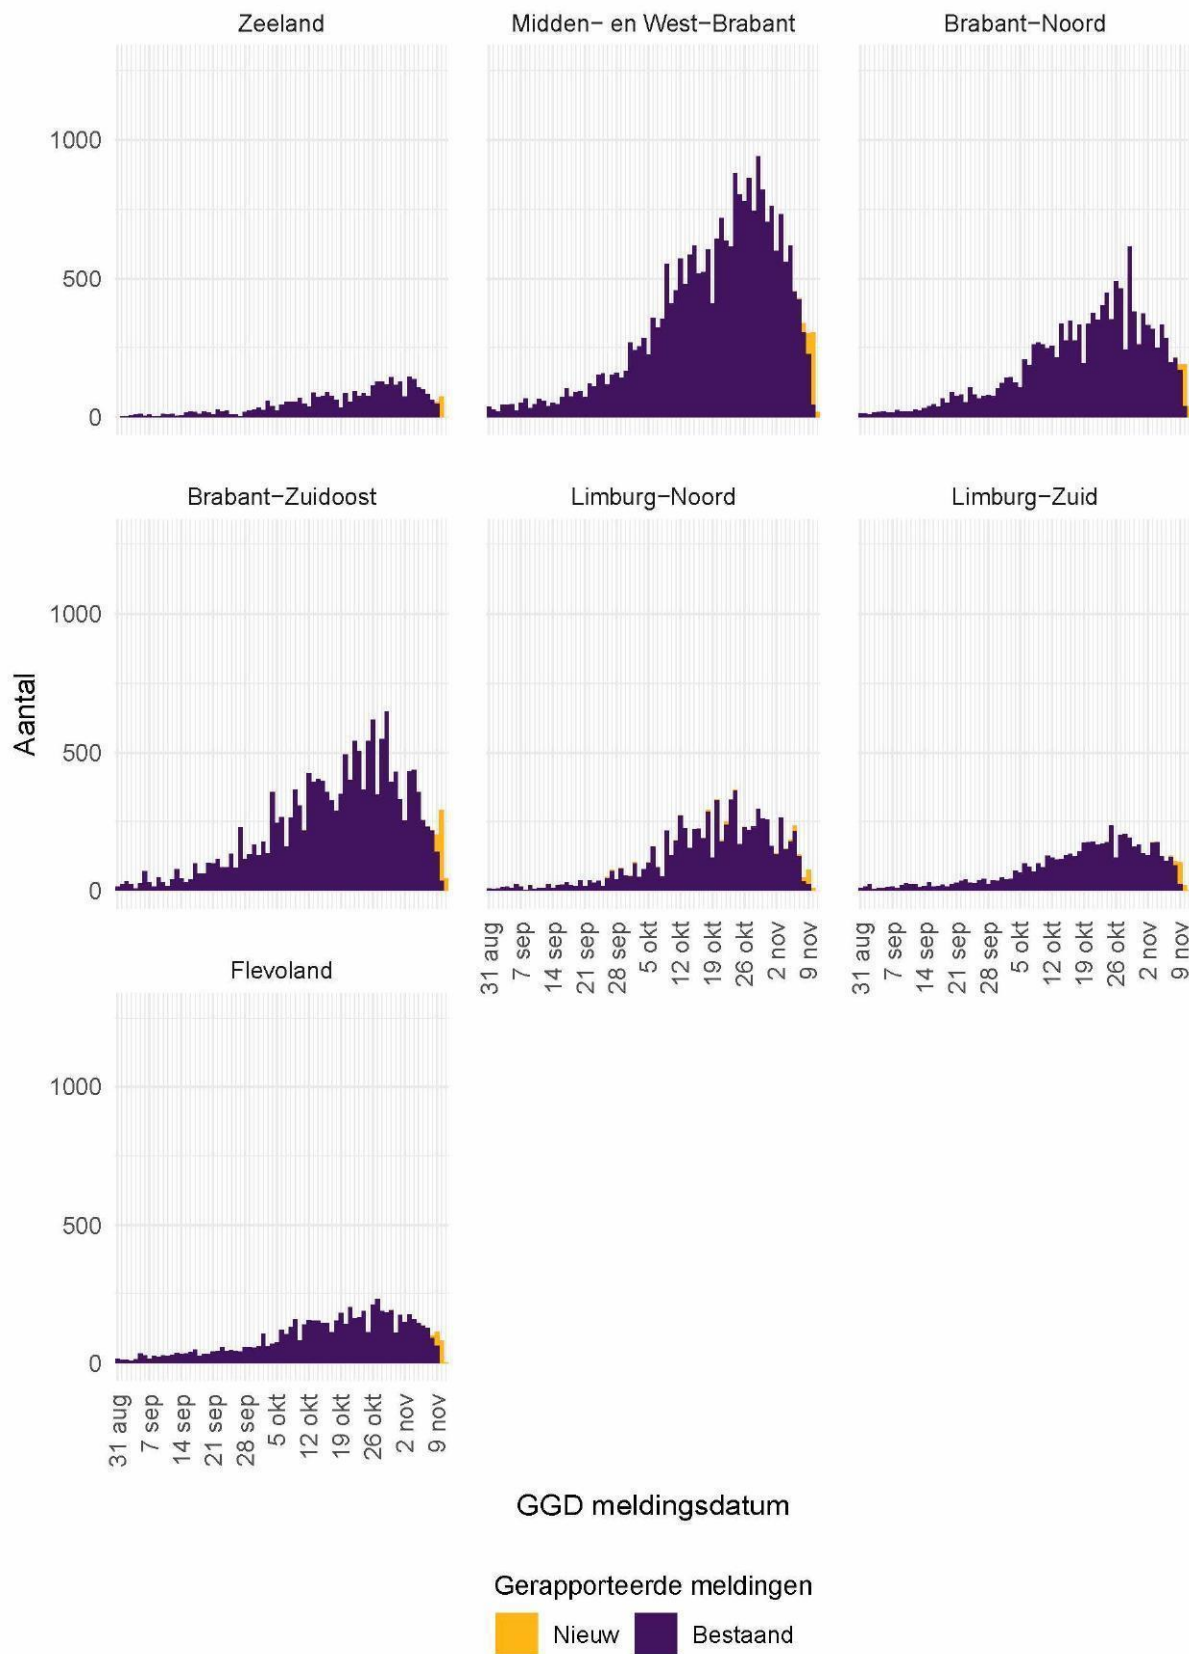 Zeeland
Midden- en West-Brabant
Brabant-Noord
1000
500
0
Brabant-Zuidoost
Limburg-Noord
Limburg-Zuid
1000
500
0
Aantal
31 aug
7 sep
14 sep
21 sep
28 sep
5 okt
12 okt
19 okt
26 okt
2 nov
9 nov
31 aug
7 sep
14 sep
21 sep
28 sep
5 okt
12 okt
19 okt
26 okt
2 nov
9 nov
Flevoland
1000
500
0
31 aug
7 sep
14 sep
21 sep
28 sep
5 okt
12 okt
19 okt
26 okt
2 nov
9 nov
GGD meldingsdatum
Gerapporteerde meldingen
Nieuw
Bestaand